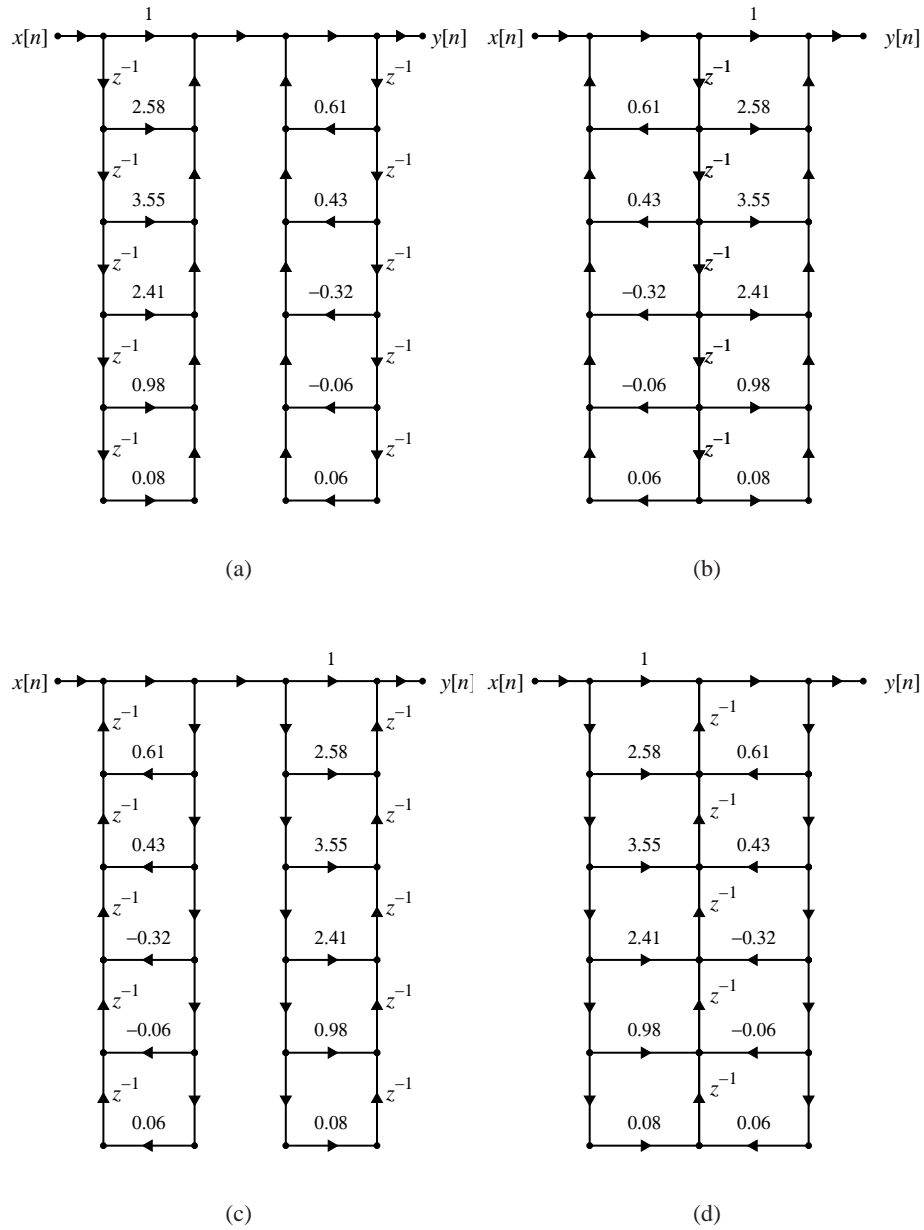 1 1
x[n] y[n] x[n] y[n]
z⁻¹ z⁻¹ z⁻¹
2.58 0.61 0.61 2.58
z⁻¹ z⁻¹ z⁻¹
3.55 0.43 0.43 3.55
z⁻¹ z⁻¹ z⁻¹
2.41 −0.32 −0.32 2.41
z⁻¹ z⁻¹ z⁻¹
0.98 −0.06 −0.06 0.98
z⁻¹ z⁻¹ z⁻¹
0.08 0.06 0.06 0.08
(a) (b)
1 1
x[n] y[n] x[n] y[n]
z⁻¹ z⁻¹ z⁻¹
0.61 2.58 2.58 0.61
z⁻¹ z⁻¹ z⁻¹
0.43 3.55 3.55 0.43
z⁻¹ z⁻¹ z⁻¹
−0.32 2.41 2.41 −0.32
z⁻¹ z⁻¹ z⁻¹
−0.06 0.98 0.98 −0.06
z⁻¹ z⁻¹ z⁻¹
0.06 0.08 0.08 0.06
(c) (d)